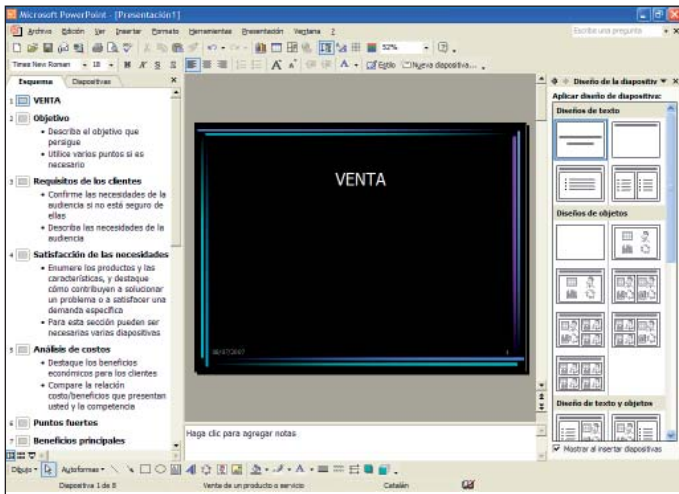 Microsoft PowerPoint - [Presentación1]
Archivo Edición Ver Insertar Formato Herramientas Presentación Ventana ?
Escriba una pregunta
52%
Times New Roman 18 N K S S
Estilo Nueva diapositiva...
Esquema Diapositivas
1 VENTA
2 Objetivo
• Describa el objetivo que
persigue
• Utilice varios puntos si es
necesario
3 Requisitos de los clientes
• Confirme las necesidades de la
audiencia si no está seguro de
ellas
• Describa las necesidades de la
audiencia
4 Satisfacción de las necesidades
• Enumere los productos y las
características, y destaque
cómo contribuyen a solucionar
un problema o a satisfacer una
demanda específica
• Para esta sección pueden ser
necesarias varias diapositivas
5 Análisis de costos
• Destaque los beneficios
económicos para los clientes
• Compare la relación
costo/beneficios que presentan
usted y la competencia
6 Puntos fuertes
7 Beneficios principales
VENTA
1
Haga clic para agregar notas
Diseño de la diapositiv
Aplicar diseño de diapositiva:
Diseños de texto
Diseños de objetos
Diseño de texto y objetos
Mostrar al insertar diapositivas
Dibujo Autoformas
Diapositiva 1 de 8
Venta de un producto o servicio
Catalán